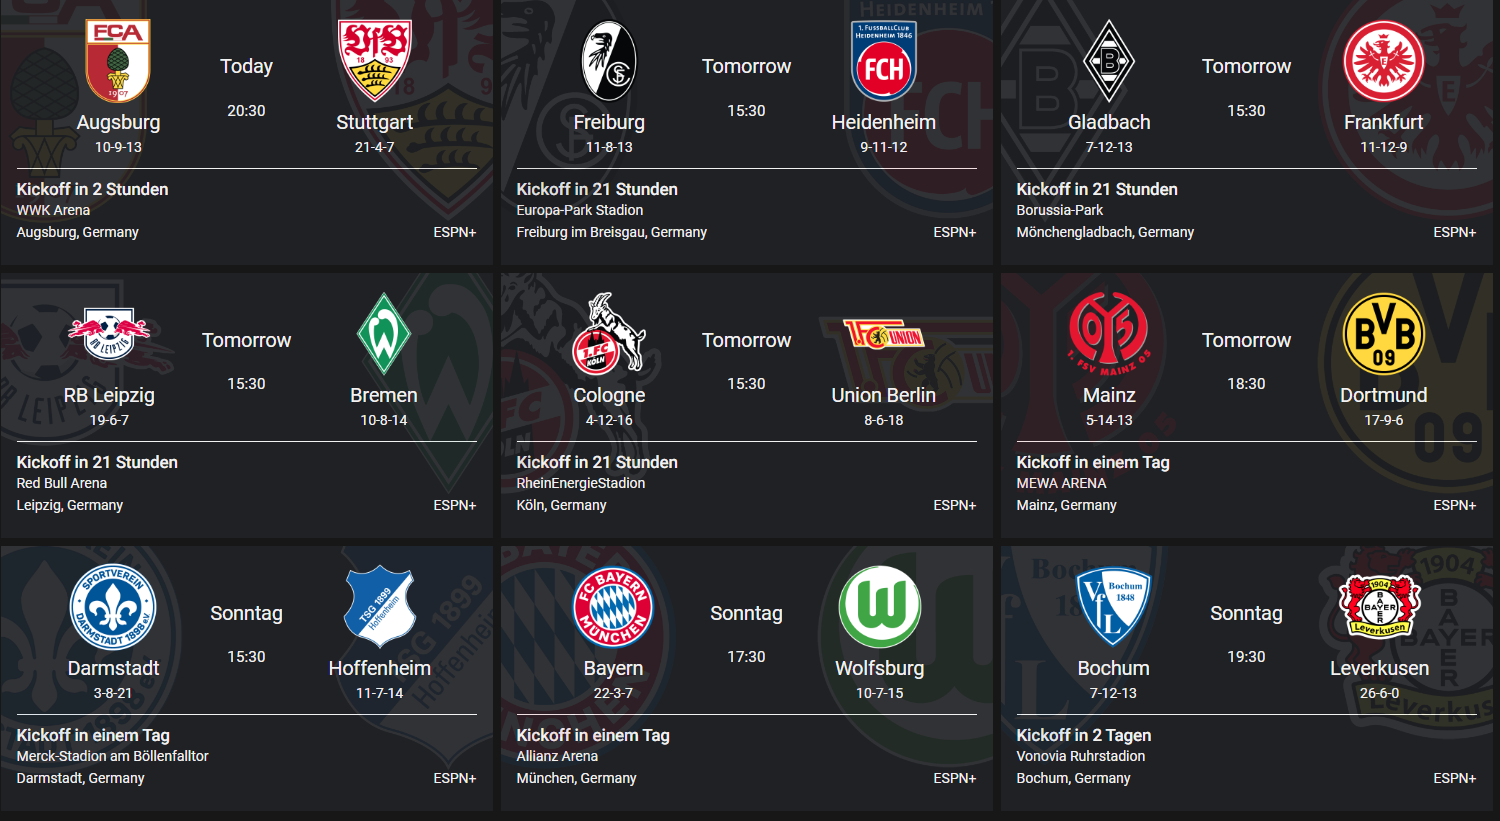 Augsburg
10-9-13
Today
20:30
Stuttgart
21-4-7
Kickoff in 2 Stunden
WWK Arena
Augsburg, Germany
ESPN+
Freiburg
11-8-13
Tomorrow
15:30
Heidenheim
9-11-12
Kickoff in 21 Stunden
Europa-Park Stadion
Freiburg im Breisgau, Germany
ESPN+
Gladbach
7-12-13
Tomorrow
15:30
Frankfurt
11-12-9
Kickoff in 21 Stunden
Borussia-Park
Mönchengladbach, Germany
ESPN+
RB Leipzig
19-6-7
Tomorrow
15:30
Bremen
10-8-14
Kickoff in 21 Stunden
Red Bull Arena
Leipzig, Germany
ESPN+
Cologne
4-12-16
Tomorrow
15:30
Union Berlin
8-6-18
Kickoff in 21 Stunden
RheinEnergieStadion
Köln, Germany
ESPN+
Mainz
5-14-13
Tomorrow
18:30
Dortmund
17-9-6
Kickoff in einem Tag
MEWA ARENA
Mainz, Germany
ESPN+
Darmstadt
3-8-21
Sonntag
15:30
Hoffenheim
11-7-14
Kickoff in einem Tag
Merck-Stadion am Böllenfalltor
Darmstadt, Germany
ESPN+
Bayern
22-3-7
Sonntag
17:30
Wolfsburg
10-7-15
Kickoff in einem Tag
Allianz Arena
München, Germany
ESPN+
Bochum
7-12-13
Sonntag
19:30
Leverkusen
26-6-0
Kickoff in 2 Tagen
Vonovia Ruhrstadion
Bochum, Germany
ESPN+